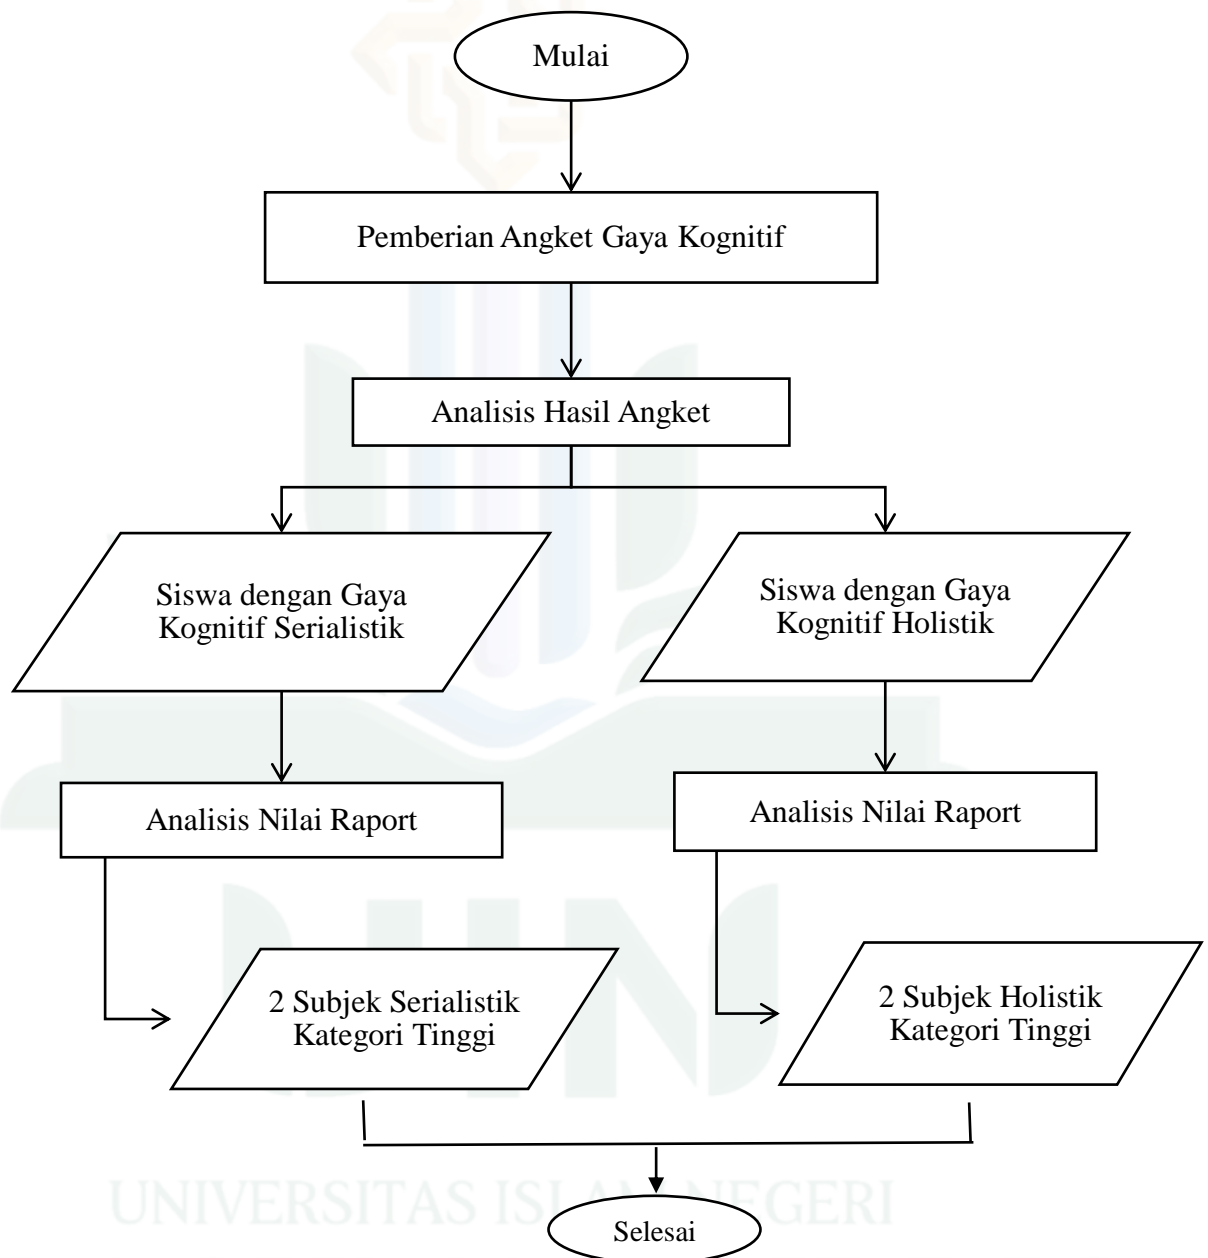 Mulai
Pemberian Angket Gaya Kognitif
Analisis Hasil Angket
Siswa dengan Gaya
Kognitif Serialistik
Siswa dengan Gaya
Kognitif Holistik
Analisis Nilai Raport
Analisis Nilai Raport
2 Subjek Serialistik
Kategori Tinggi
2 Subjek Holistik
Kategori Tinggi
Selesai
UIN
UNIVERSITAS ISLAM NEGERI